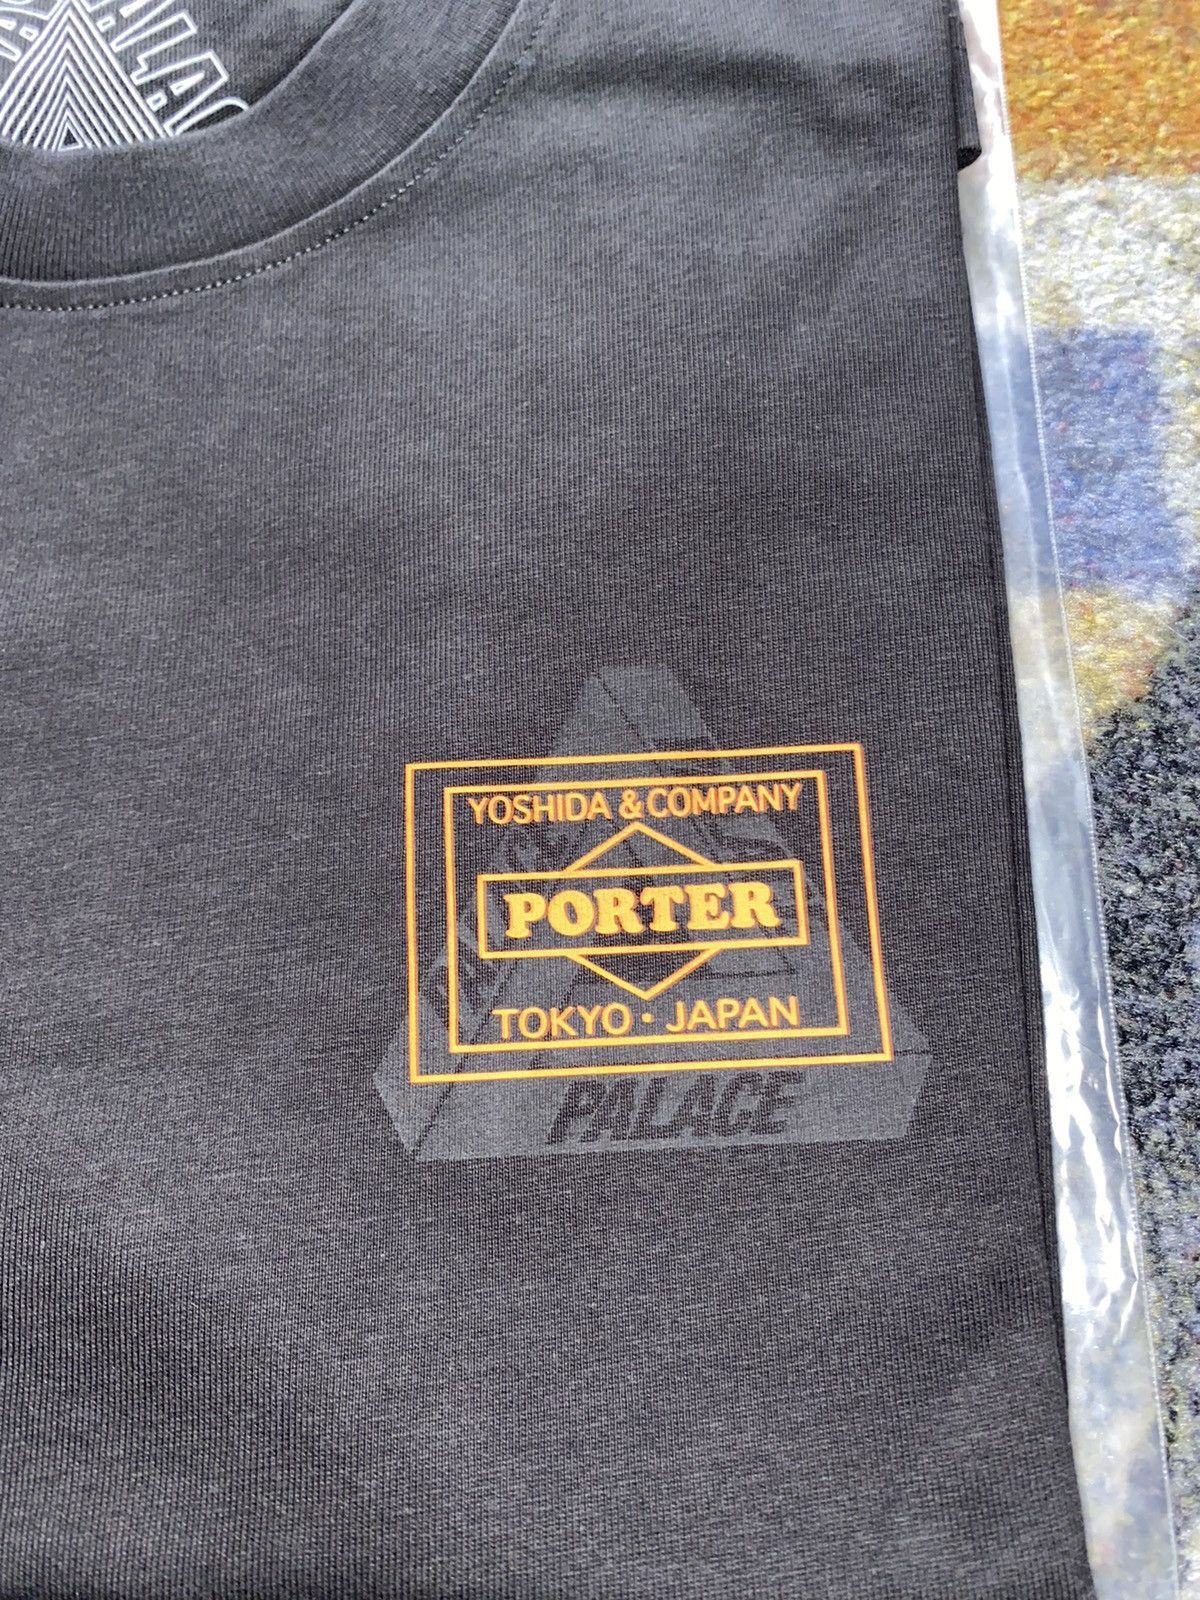 YOSHIDA & COMPANY
PORTER
TOKYO • JAPAN
PALACE